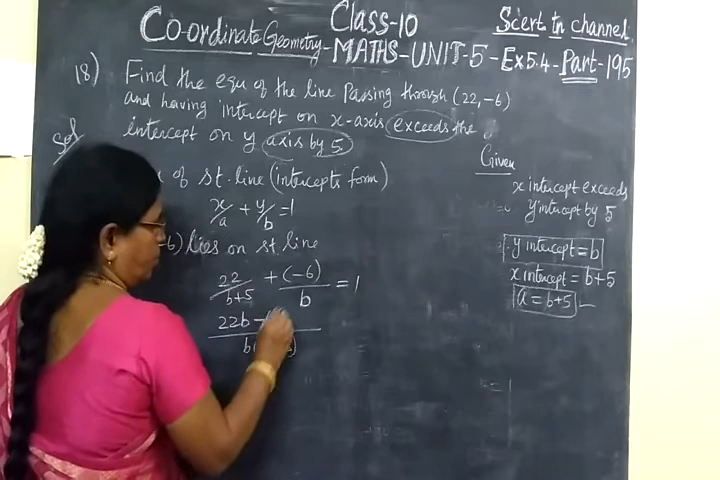 Class-10
Scert tn channel
Co-ordinate Geometry-MATHS-UNIT-5-Ex5.4-Part-195
18) Find the equ of the line Passing through (22,-6)
and having intercept on x-axis exceeds the
intercept on y axis by 5.
Sol
of st.line (intercepts form)
x/a + y/b = 1
6) lies on st line
22/b+5 + (-6)/b = 1
22b -
b(
Given
x intercept exceeds
y intercept by 5
y intercept = b
x intercept = b+5
a = b+5